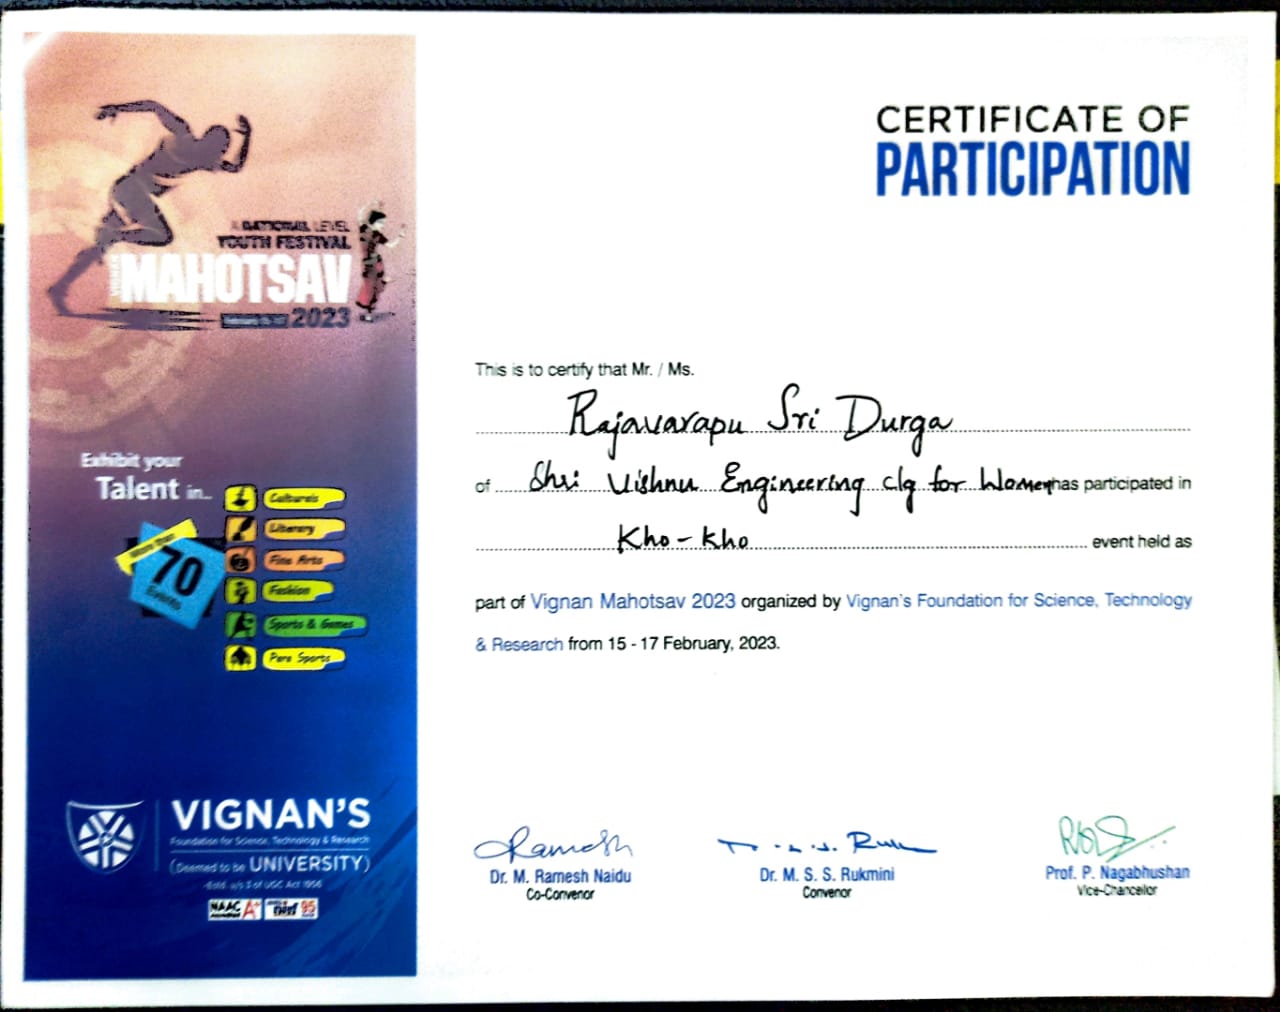 CERTIFICATE OF
PARTICIPATION
A NATIONAL LEVEL
YOUTH FESTIVAL
VIGNAN
MAHOTSAV
2023
This is to certify that Mr. / Ms.
Rajavarapu Sri Durga
of Shri Vishnu Engineering clg for Women has participated in
Kho-Kho event held as
part of Vignan Mahotsav 2023 organized by Vignan's Foundation for Science, Technology
& Research from 15 - 17 February, 2023.
Exhibit your
Talent in..
Culturals
Literary
Fine Arts
Fashion
Sports & Games
Para Sports
More than
70
Events
VIGNAN'S
Foundation for Science, Technology & Research
(Deemed to be UNIVERSITY)
-Estd. u/s 3 of UGC Act 1956
NAAC A+
nirf 95
Ramesh
Dr. M. Ramesh Naidu
Co-Convenor
Dr. M. S. S. Rukmini
Convenor
Prof. P. Nagabhushan
Vice-Chancellor